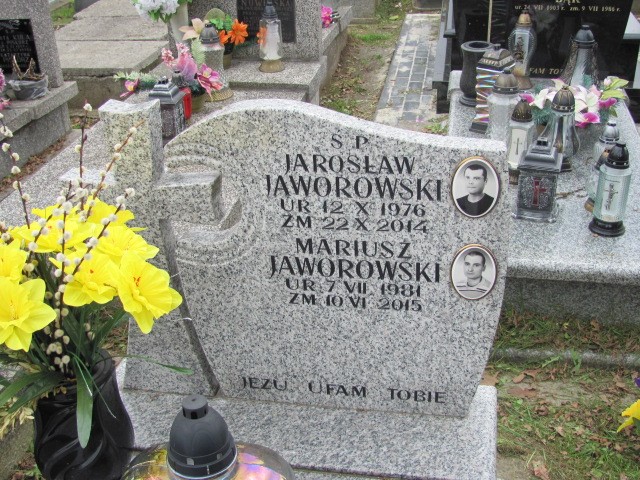 Ś P
JAROSŁAW
JAWOROWSKI
UR 12 X 1976
ZM 22 X 2014
MARIUSZ
JAWOROWSKI
UR 7 VII 1981
ZM 10 VI 2015
JEZU UFAM TOBIE
BĄK